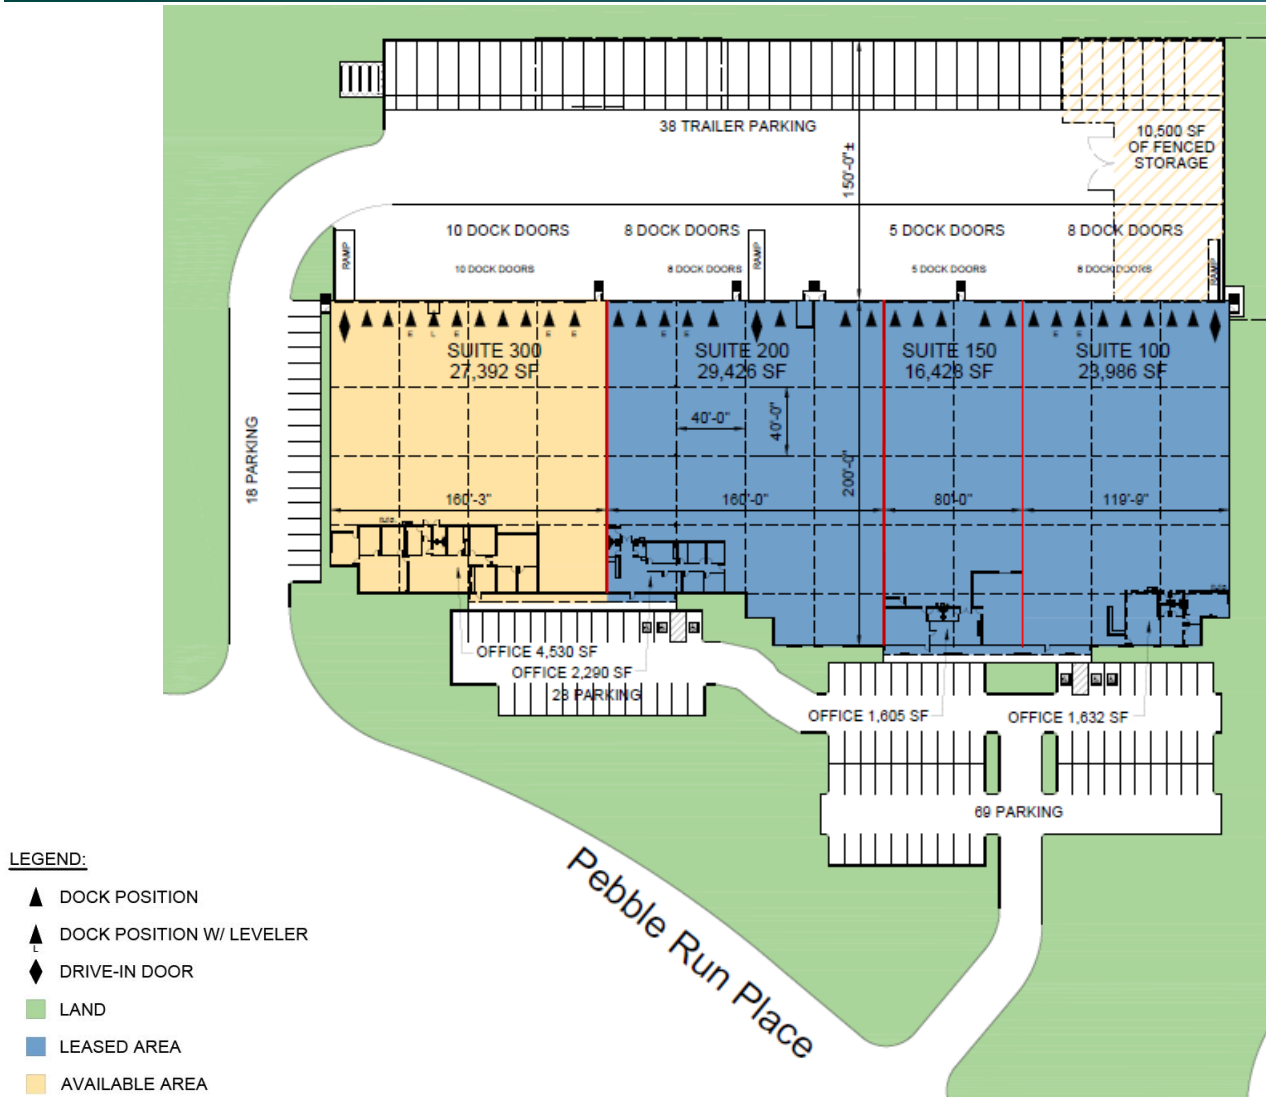 38 TRAILER PARKING
10,500 SF
OF FENCED
STORAGE
150'-0"±
10 DOCK DOORS
8 DOCK DOORS
5 DOCK DOORS
8 DOCK DOORS
RAMP
10 DOCK DOORS
8 DOCK DOORS
RAMP
5 DOCK DOORS
8 DOCK DOORS
RAMP
E
L
E
E
E
E
E
E
E
SUITE 300
27,392 SF
SUITE 200
29,426 SF
SUITE 150
16,428 SF
SUITE 100
23,986 SF
40'-0"
40'-0"
200'-0"
18 PARKING
160'-3"
160'-0"
80'-0"
119'-9"
OFFICE 4,530 SF
OFFICE 2,290 SF
23 PARKING
OFFICE 1,605 SF
OFFICE 1,632 SF
69 PARKING
Pebble Run Place
LEGEND:
DOCK POSITION
DOCK POSITION W/ LEVELER
L
DRIVE-IN DOOR
LAND
LEASED AREA
AVAILABLE AREA